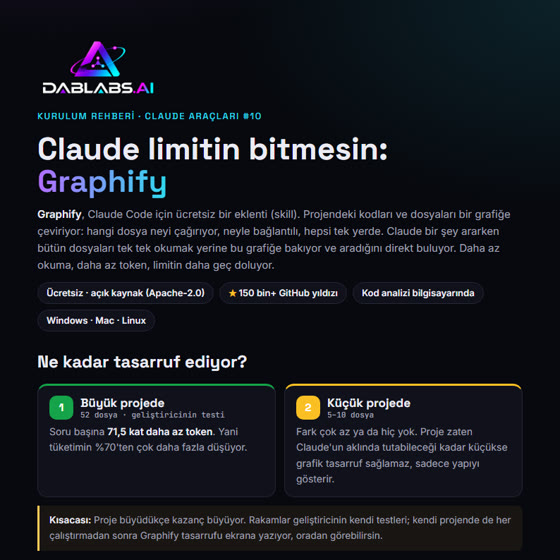 DABLABS.AI
KURULUM REHBERİ · CLAUDE ARAÇLARI #10
Claude limitin bitmesin:
Graphify
Graphify, Claude Code için ücretsiz bir eklenti (skill). Projendeki kodları ve dosyaları bir grafiğe
çeviriyor: hangi dosya neyi çağırıyor, neyle bağlantılı, hepsi tek yerde. Claude bir şey ararken
bütün dosyaları tek tek okumak yerine bu grafiğe bakıyor ve aradığını direkt buluyor. Daha az
okuma, daha az token, limitin daha geç doluyor.
Ücretsiz · açık kaynak (Apache-2.0)
★ 150 bin+ GitHub yıldızı
Kod analizi bilgisayarında
Windows · Mac · Linux
Ne kadar tasarruf ediyor?
1 Büyük projede
52 dosya · geliştiricinin testi
Soru başına 71,5 kat daha az token. Yani
tüketimin %70'ten çok daha fazla düşüyor.
2 Küçük projede
5–10 dosya
Fark çok az ya da hiç yok. Proje zaten
Claude'un aklında tutabileceği kadar küçükse
grafik tasarruf sağlamaz, sadece yapıyı
gösterir.
Kısacası: Proje büyüdükçe kazanç büyüyor. Rakamlar geliştiricinin kendi testleri; kendi projende de her
çalıştırmadan sonra Graphify tasarrufu ekrana yazıyor, oradan görebilirsin.